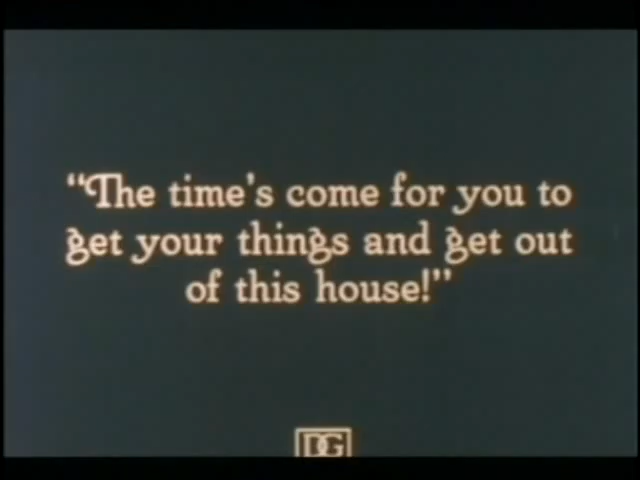 “The time’s come for you to
get your things and get out
of this house!”
DG